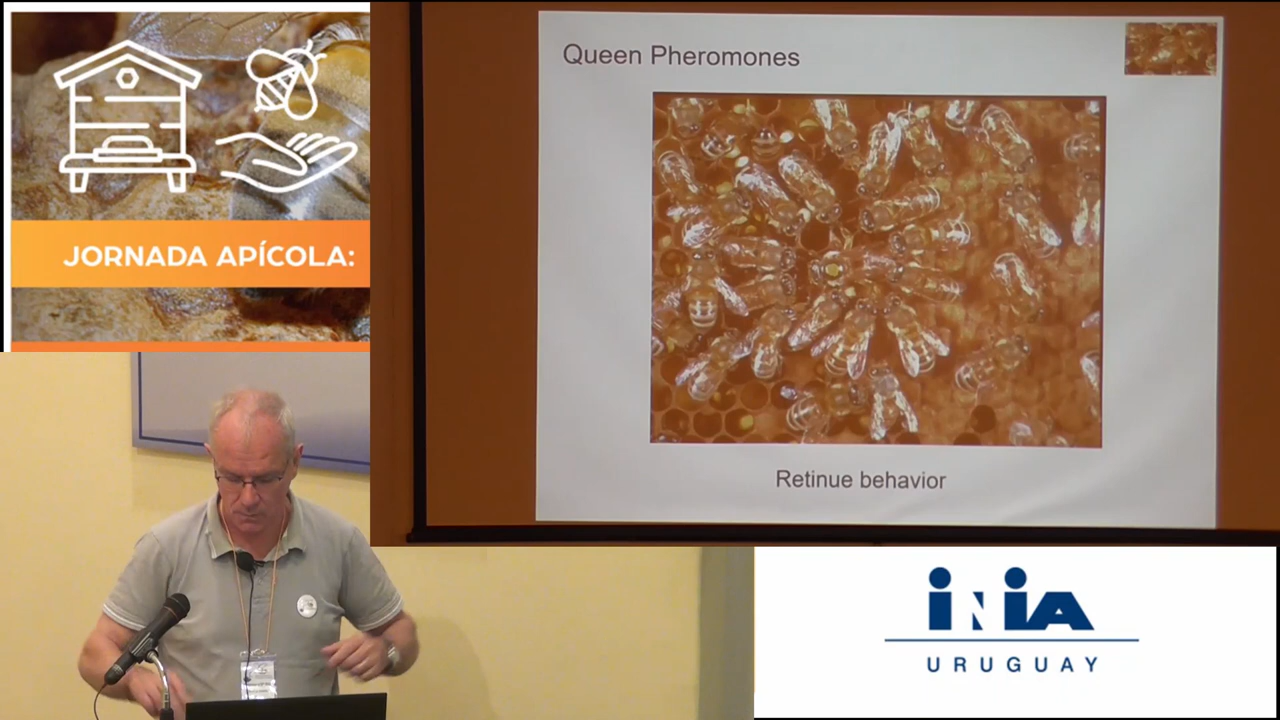 JORNADA APÍCOLA:
Queen Pheromones
Retinue behavior
INIA
URUGUAY